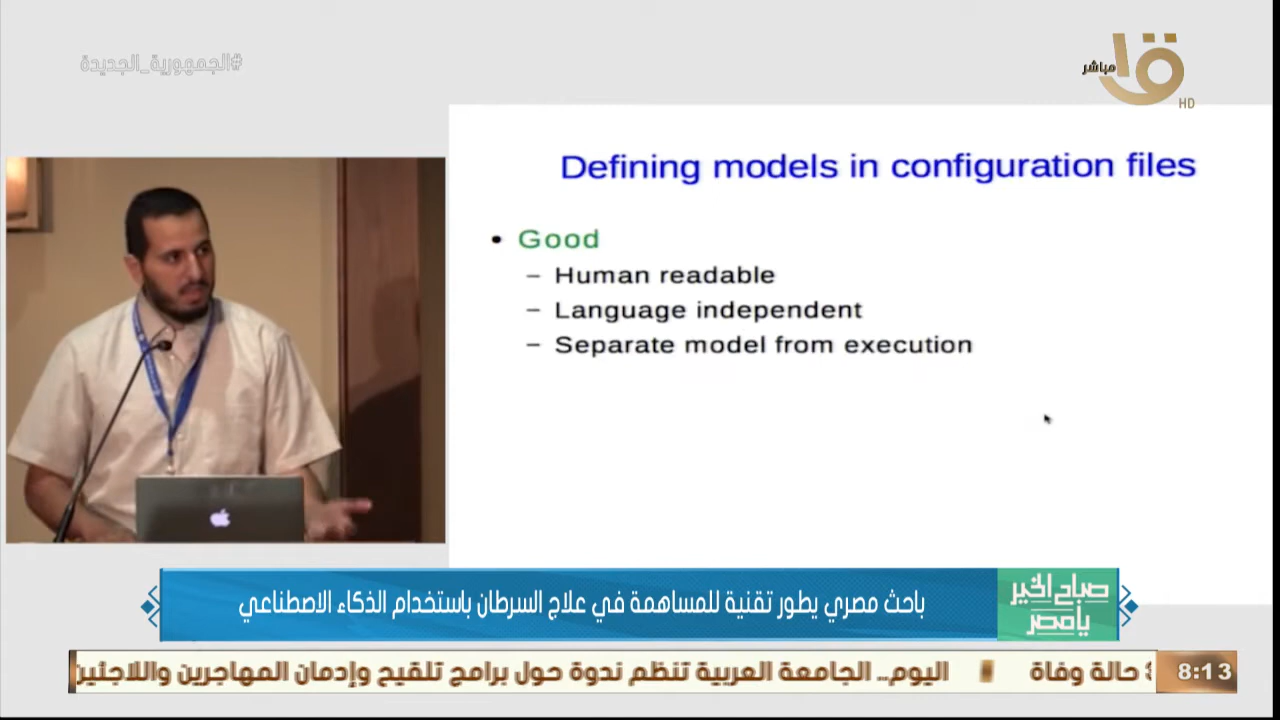 #الجمهورية_الجديدة
مباشر
HD
Defining models in configuration files
• Good
– Human readable
– Language independent
– Separate model from execution
صباح الخير
يا مصر
باحث مصري يطور تقنية للمساهمة في علاج السرطان باستخدام الذكاء الاصطناعي
8:13
حالة وفاة
اليوم.. الجامعة العربية تنظم ندوة حول برامج تلقيح وإدمان المهاجرين واللاجئين